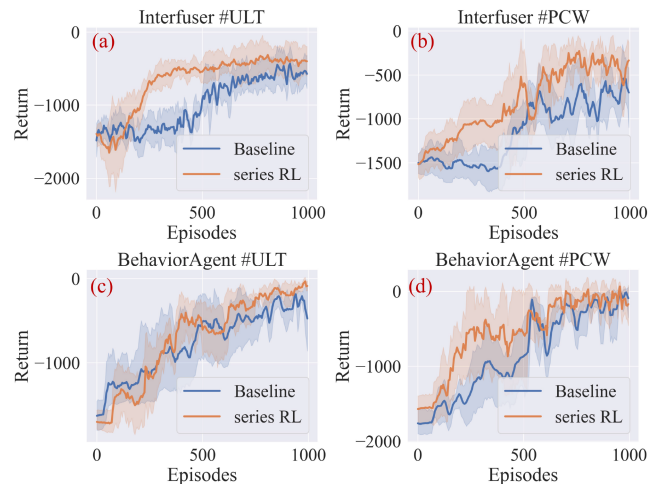 Interfuser #ULT
(a)
Return
0
−1000
−2000
Baseline
series RL
0
500
1000
Episodes
Interfuser #PCW
(b)
Return
0
−500
−1000
−1500
Baseline
series RL
0
500
1000
Episodes
BehaviorAgent #ULT
(c)
Return
0
−1000
Baseline
series RL
0
500
1000
Episodes
BehaviorAgent #PCW
(d)
Return
0
−1000
−2000
Baseline
series RL
0
500
1000
Episodes